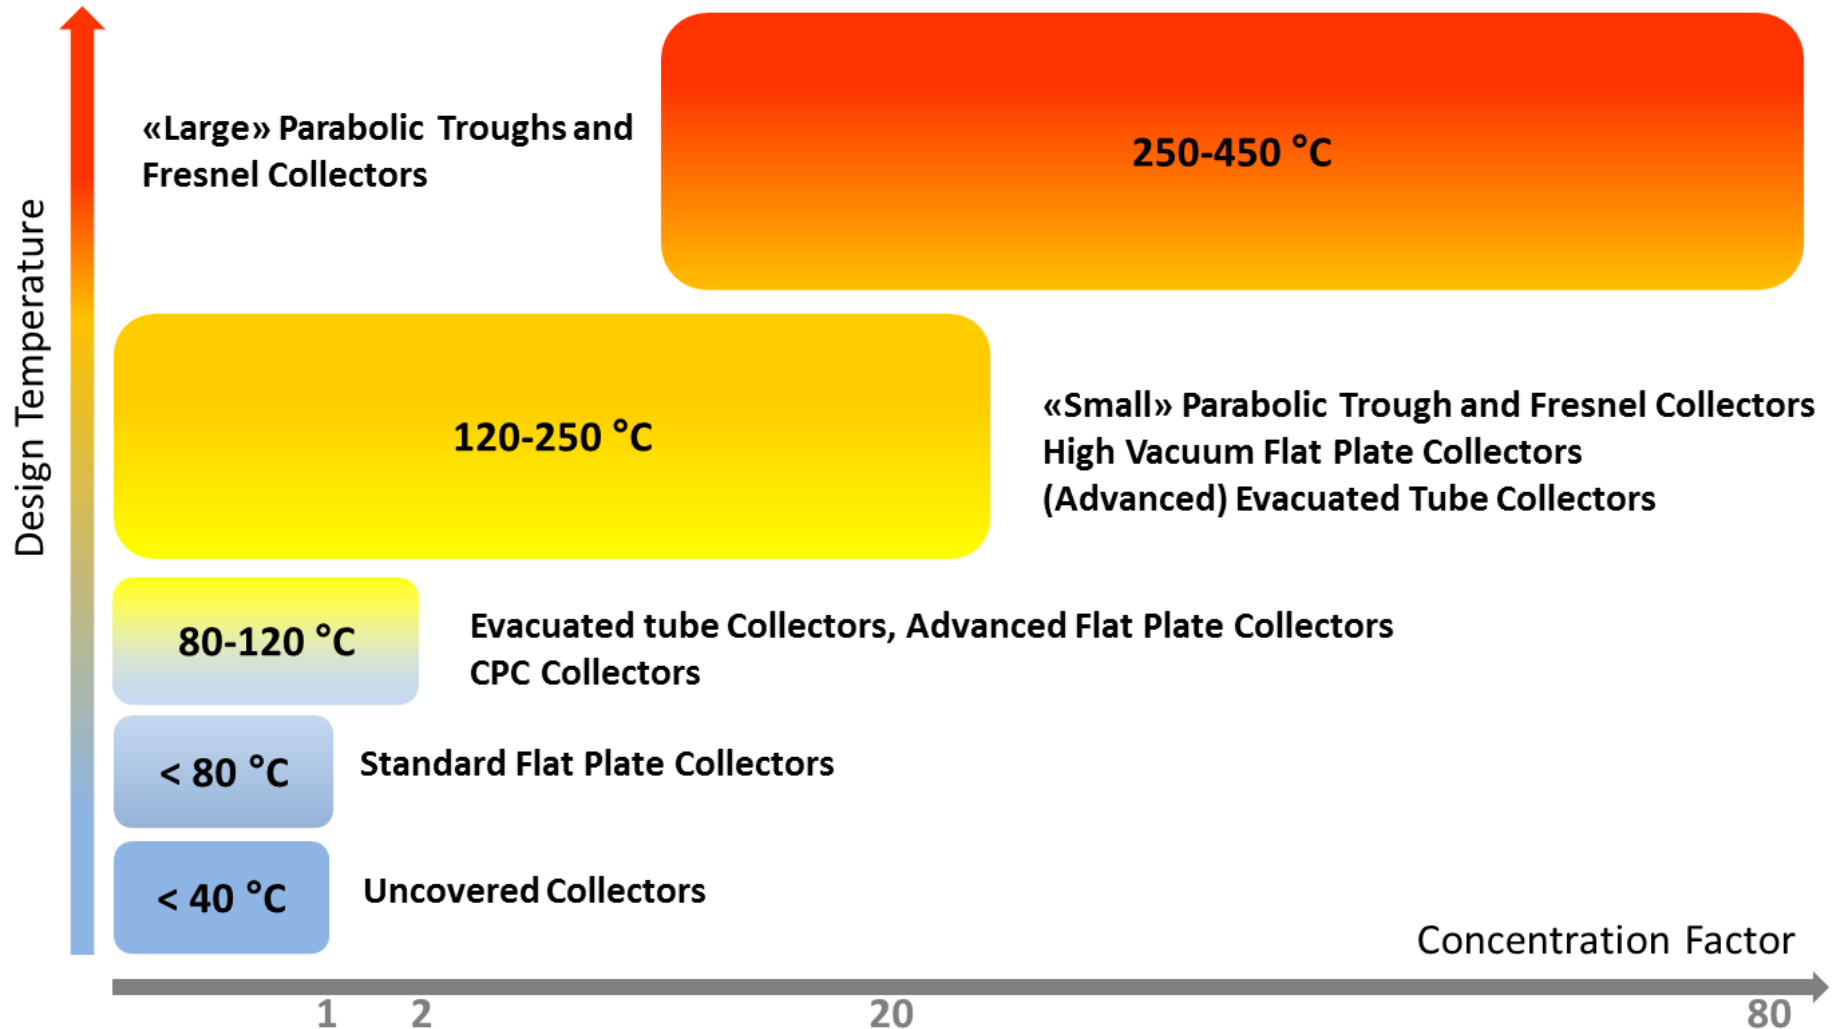 Design Temperature
«Large» Parabolic Troughs and
Fresnel Collectors
250-450 °C
120-250 °C
«Small» Parabolic Trough and Fresnel Collectors
High Vacuum Flat Plate Collectors
(Advanced) Evacuated Tube Collectors
80-120 °C
Evacuated tube Collectors, Advanced Flat Plate Collectors
CPC Collectors
< 80 °C
Standard Flat Plate Collectors
< 40 °C
Uncovered Collectors
Concentration Factor
1 2 20 80